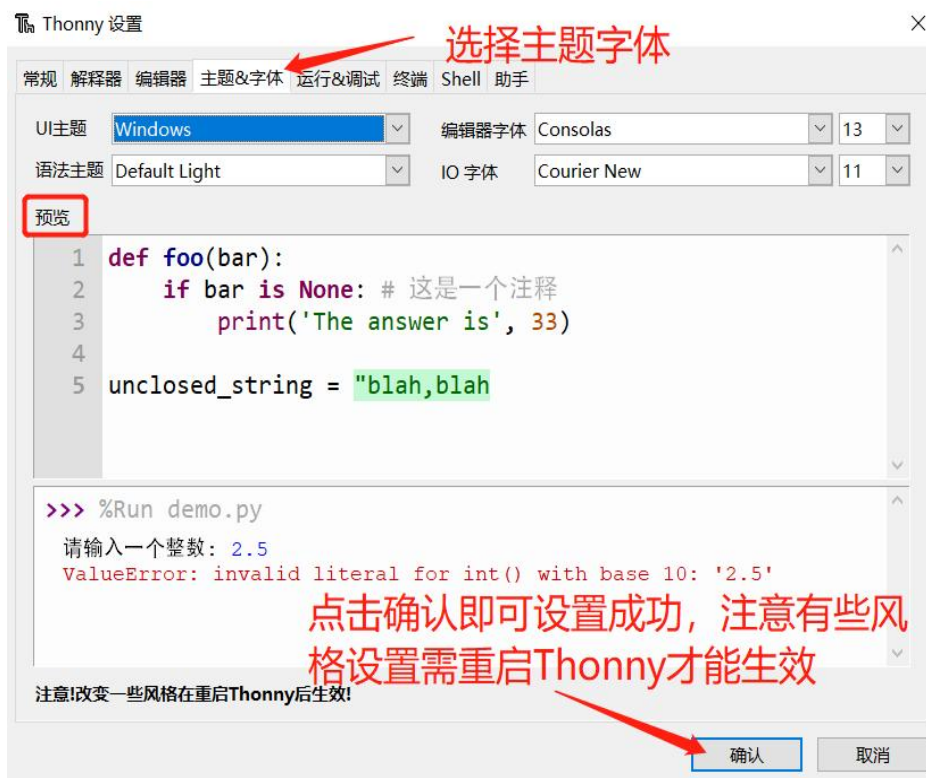 Thonny 设置
选择主题字体
常规 解释器 编辑器 主题&字体 运行&调试 终端 Shell 助手
UI主题 Windows 编辑器字体 Consolas 13
语法主题 Default Light IO 字体 Courier New 11
预览
1 def foo(bar):
2     if bar is None: # 这是一个注释
3         print('The answer is', 33)
4
5 unclosed_string = "blah,blah
>>> %Run demo.py
请输入一个整数: 2.5
ValueError: invalid literal for int() with base 10: '2.5'
点击确认即可设置成功，注意有些风
格设置需重启Thonny才能生效
注意!改变一些风格在重启Thonny后生效!
确认 取消